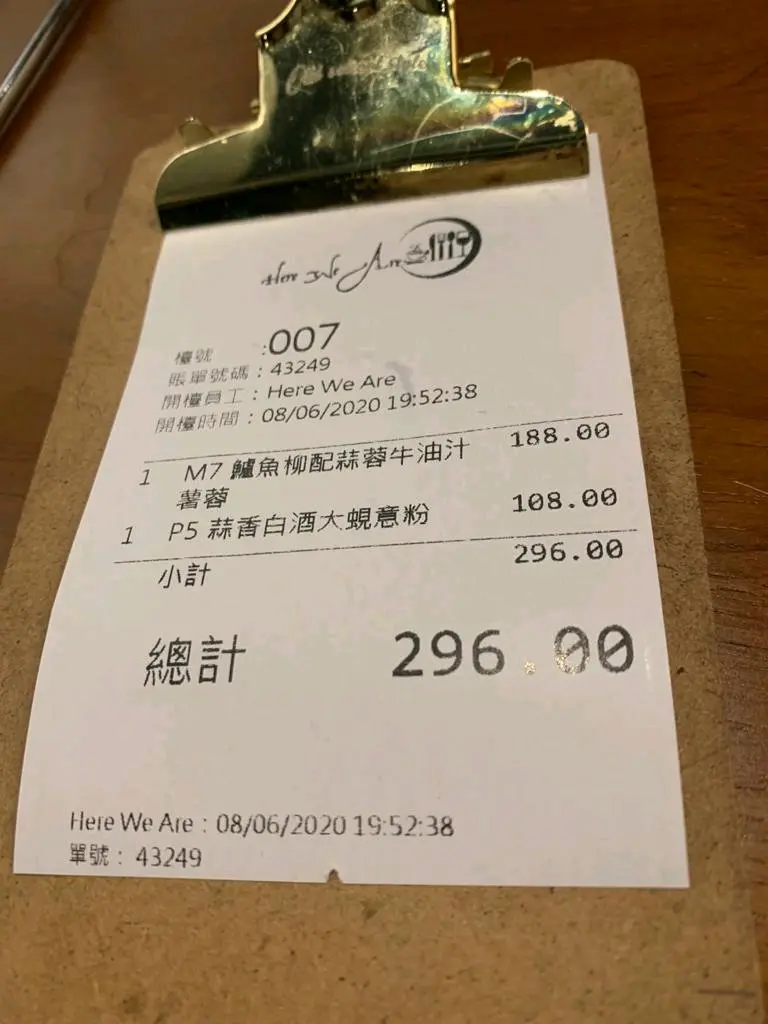 Here We Are
檯號 :007
賬單號碼 : 43249
開檯員工 : Here We Are
開檯時間 : 08/06/2020 19:52:38
1 M7 鱸魚柳配蒜蓉牛油汁 188.00
薯蓉
1 P5 蒜香白酒大蜆意粉 108.00
小計 296.00
總計 296.00
Here We Are : 08/06/2020 19:52:38
單號 : 43249